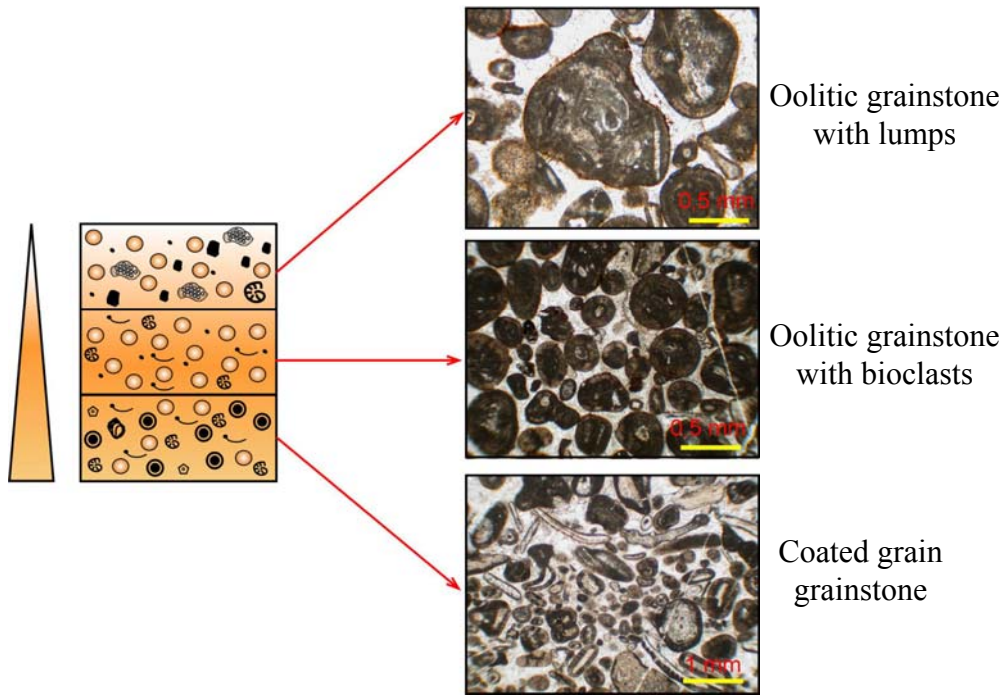 Oolitic grainstone
with lumps
0,5 mm
Oolitic grainstone
with bioclasts
0,5 mm
Coated grain
grainstone
1 mm